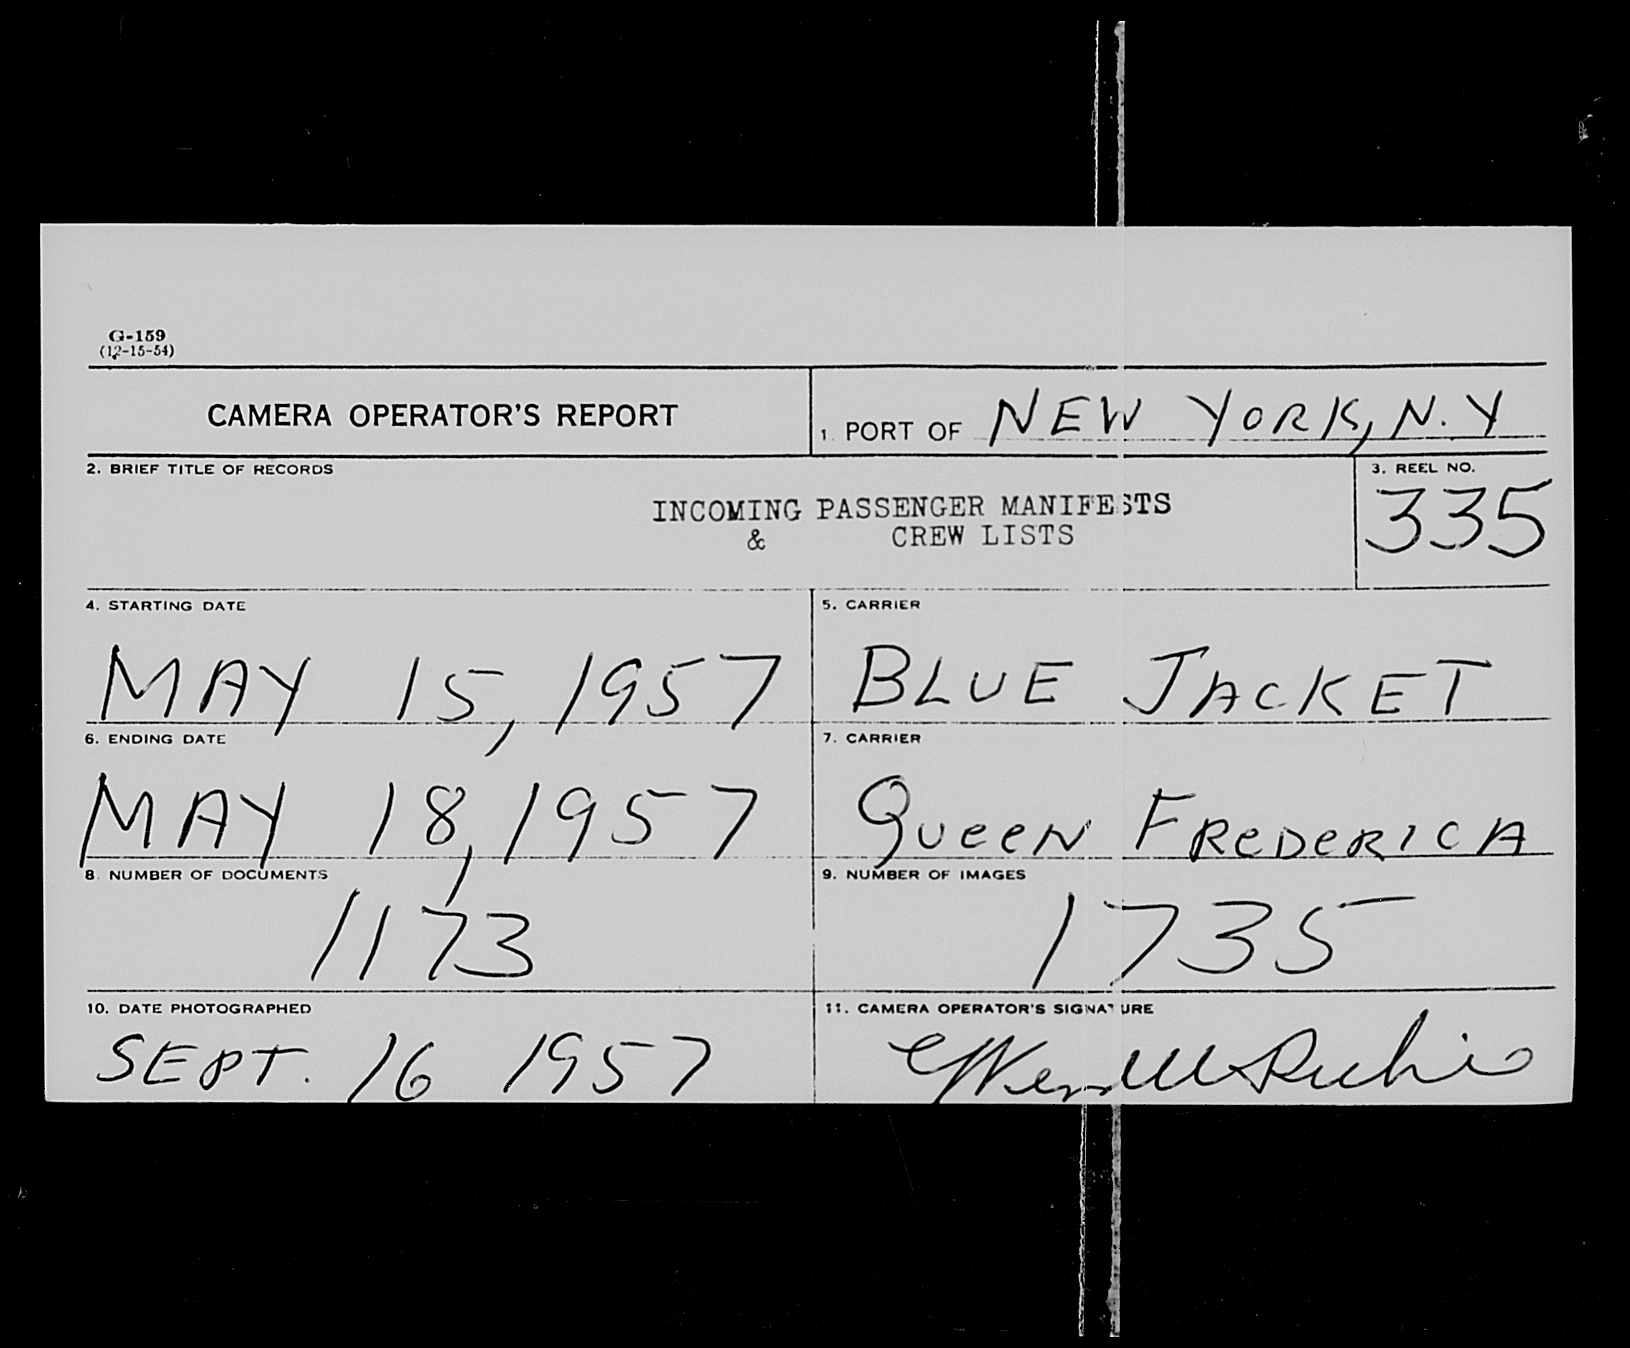 G-159
(12-15-54)
CAMERA OPERATOR'S REPORT
1. PORT OF NEW YORK, N.Y
2. BRIEF TITLE OF RECORDS
INCOMING PASSENGER MANIFESTS
& CREW LISTS
3. REEL NO.
335
4. STARTING DATE
MAY 15, 1957
5. CARRIER
BLUE JACKET
6. ENDING DATE
MAY 18, 1957
7. CARRIER
QUEEN FREDERICA
8. NUMBER OF DOCUMENTS
1173
9. NUMBER OF IMAGES
1735
10. DATE PHOTOGRAPHED
SEPT. 16 1957
11. CAMERA OPERATOR'S SIGNATURE